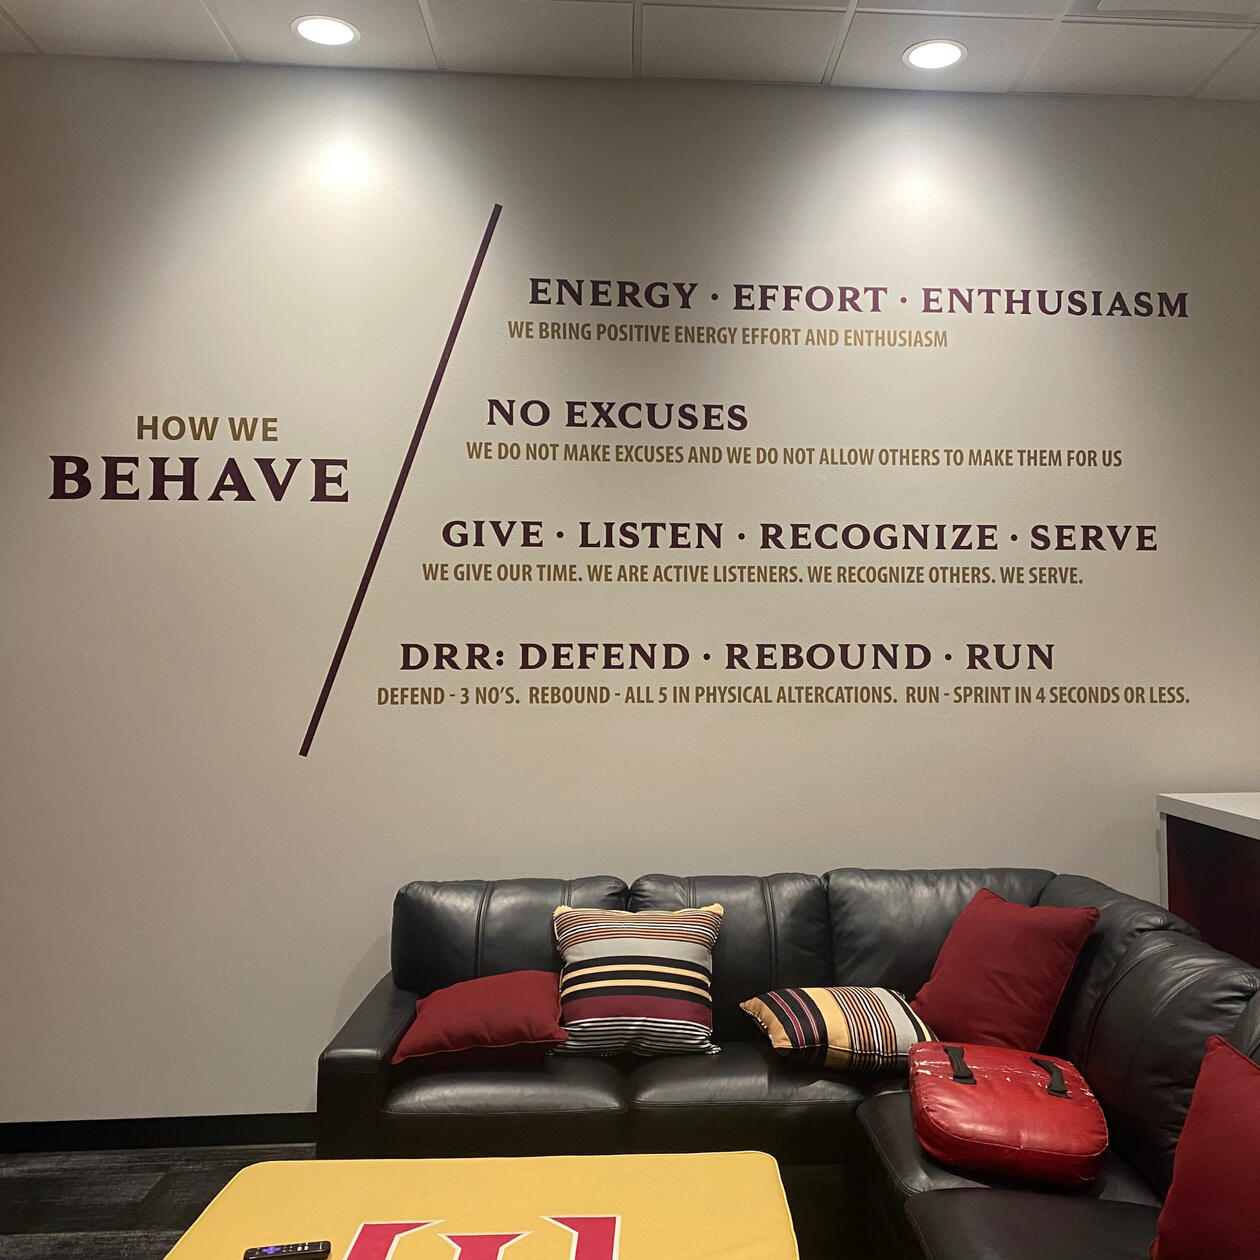 HOW WE
BEHAVE
ENERGY · EFFORT · ENTHUSIASM
WE BRING POSITIVE ENERGY EFFORT AND ENTHUSIASM
NO EXCUSES
WE DO NOT MAKE EXCUSES AND WE DO NOT ALLOW OTHERS TO MAKE THEM FOR US
GIVE · LISTEN · RECOGNIZE · SERVE
WE GIVE OUR TIME. WE ARE ACTIVE LISTENERS. WE RECOGNIZE OTHERS. WE SERVE.
DRR: DEFEND · REBOUND · RUN
DEFEND - 3 NO'S. REBOUND - ALL 5 IN PHYSICAL ALTERCATIONS. RUN - SPRINT IN 4 SECONDS OR LESS.